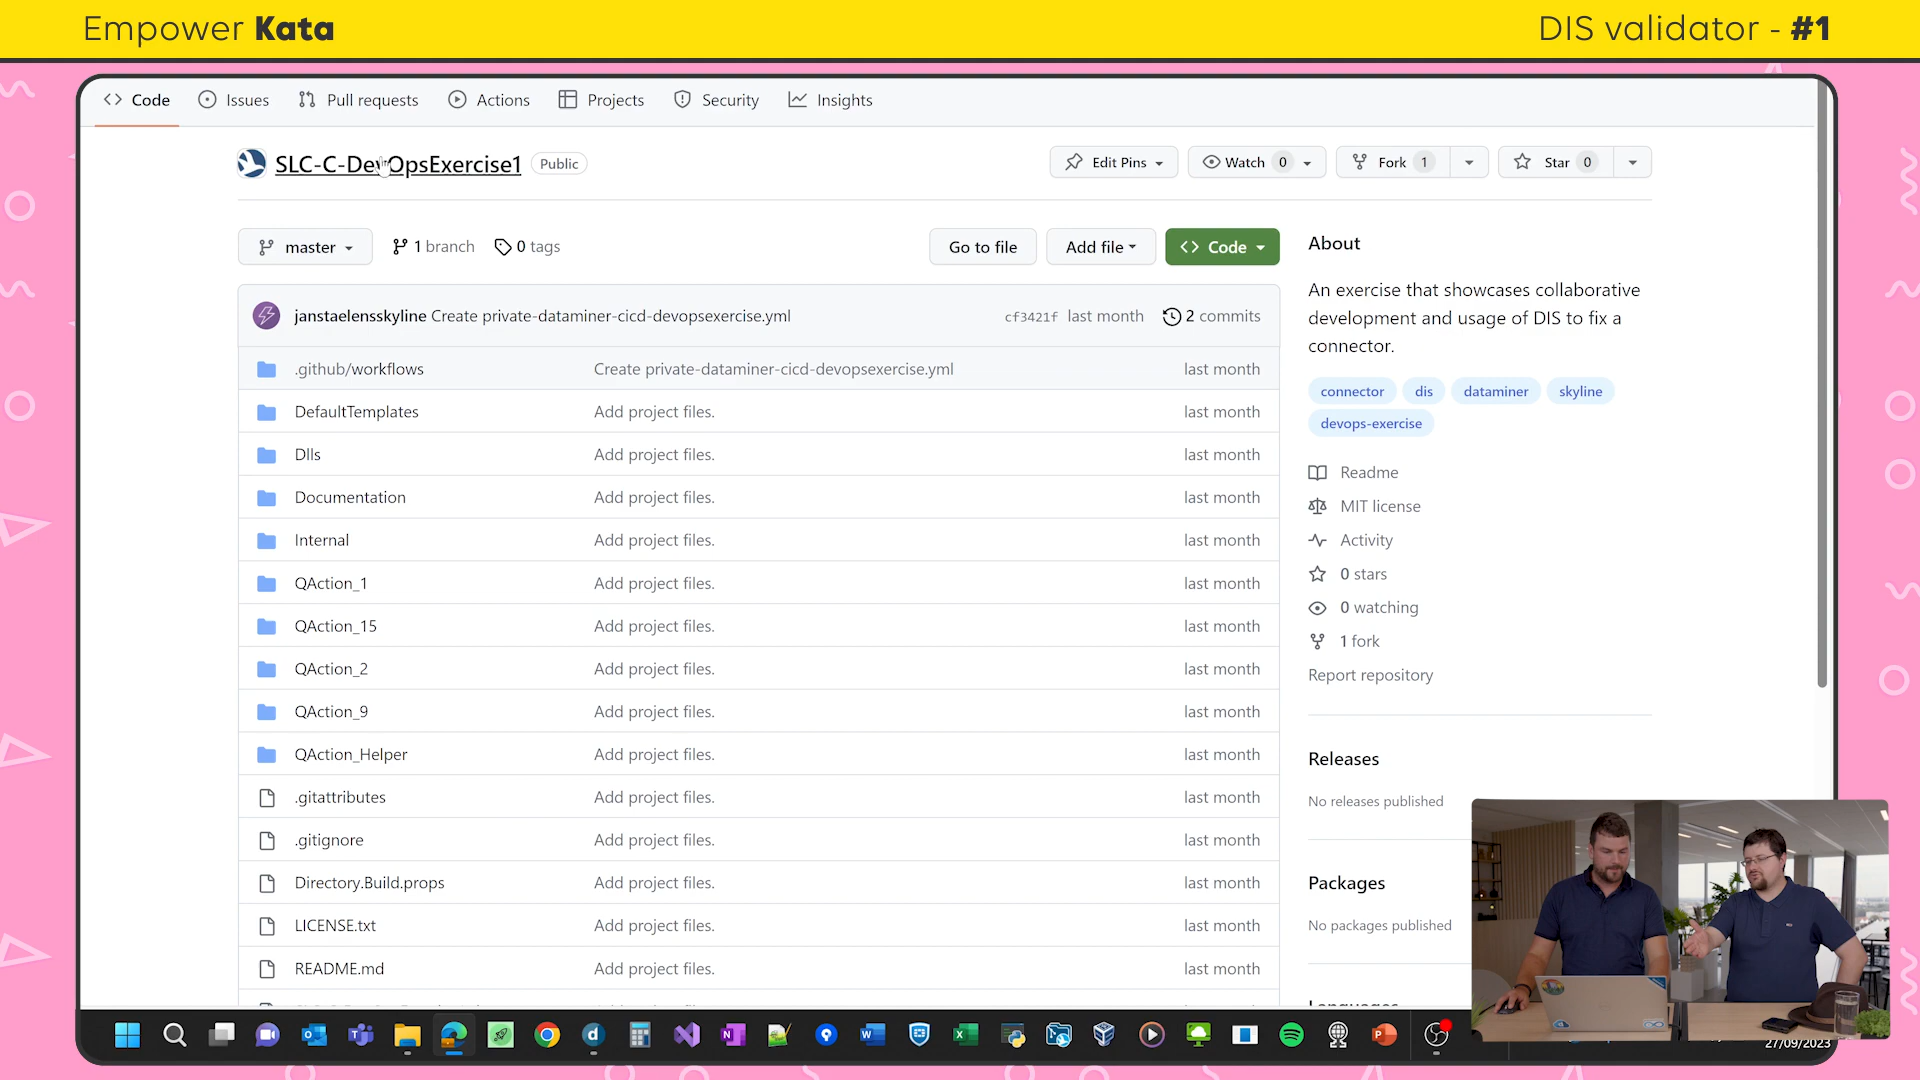 Empower Kata
DIS validator - #1
Code
Issues
Pull requests
Actions
Projects
Security
Insights
SLC-C-DevOpsExercise1
Public
Edit Pins
Watch 0
Fork 1
Star 0
master
1 branch
0 tags
Go to file
Add file
Code
About
An exercise that showcases collaborative
development and usage of DIS to fix a
connector.
connector
dis
dataminer
skyline
devops-exercise
janstaelensskyline Create private-dataminer-cicd-devopsexercise.yml
cf3421f last month
2 commits
.github/workflows Create private-dataminer-cicd-devopsexercise.yml last month
DefaultTemplates Add project files. last month
Dlls Add project files. last month
Documentation Add project files. last month
Internal Add project files. last month
QAction_1 Add project files. last month
QAction_15 Add project files. last month
QAction_2 Add project files. last month
QAction_9 Add project files. last month
QAction_Helper Add project files. last month
.gitattributes Add project files. last month
.gitignore Add project files. last month
Directory.Build.props Add project files. last month
LICENSE.txt Add project files. last month
README.md Add project files. last month
Readme
MIT license
Activity
0 stars
0 watching
1 fork
Report repository
Releases
No releases published
Packages
No packages published
Languages
27/09/2023